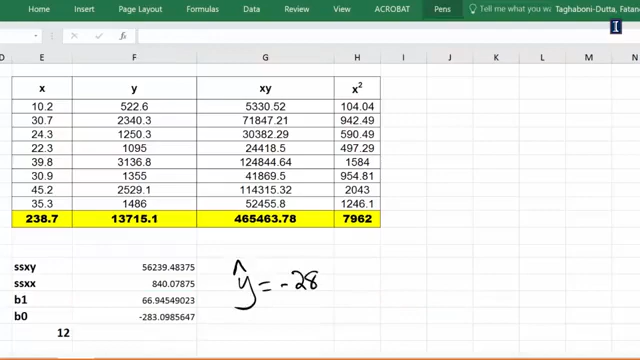 File Home Insert Page Layout Formulas Data Review View ACROBAT Pens Tell me what you wa Taghaboni-Dutta, Fatane
fx
D E F G H I J K L M N
x y xy x2
10.2 522.6 5330.52 104.04
30.7 2340.3 71847.21 942.49
24.3 1250.3 30382.29 590.49
22.3 1095 24418.5 497.29
39.8 3136.8 124844.64 1584
30.9 1355 41869.5 954.81
45.2 2529.1 114315.32 2043
35.3 1486 52455.8 1246.1
238.7 13715.1 465463.78 7962
ssxy 56239.48375
ssxx 840.07875
b1 66.94549023
b0 -283.0985647
12
ŷ = -28